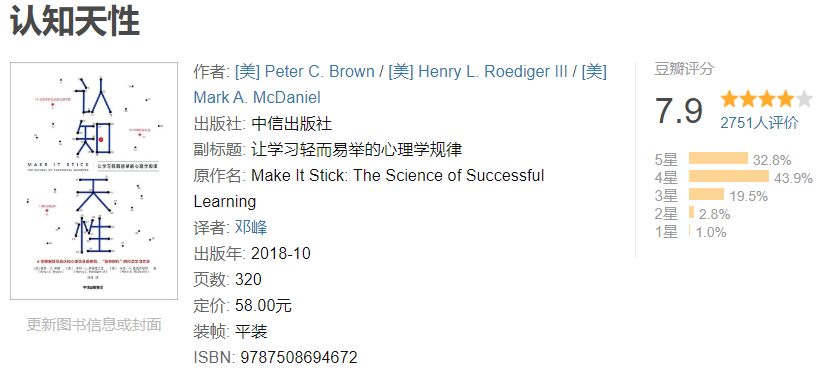 认知天性
认知天性
MAKE IT STICK
THE SCIENCE OF SUCCESSFUL LEARNING
让学习轻而易举的心理学规律
中信出版社
更新图书信息或封面
作者: [美] Peter C. Brown / [美] Henry L. Roediger III / [美]
Mark A. McDaniel
出版社: 中信出版社
副标题: 让学习轻而易举的心理学规律
原作名: Make It Stick: The Science of Successful
Learning
译者: 邓峰
出版年: 2018-10
页数: 320
定价: 58.00元
装帧: 平装
ISBN: 9787508694672
豆瓣评分
7.9
2751人评价
5星 32.8%
4星 43.9%
3星 19.5%
2星 2.8%
1星 1.0%